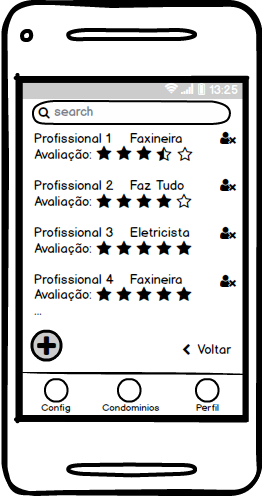 13:25
search
Profissional 1 Faxineira
Avaliação:
Profissional 2 Faz Tudo
Avaliação:
Profissional 3 Eletricista
Avaliação:
Profissional 4 Faxineira
Avaliação:
...
Voltar
Config Condominios Perfil